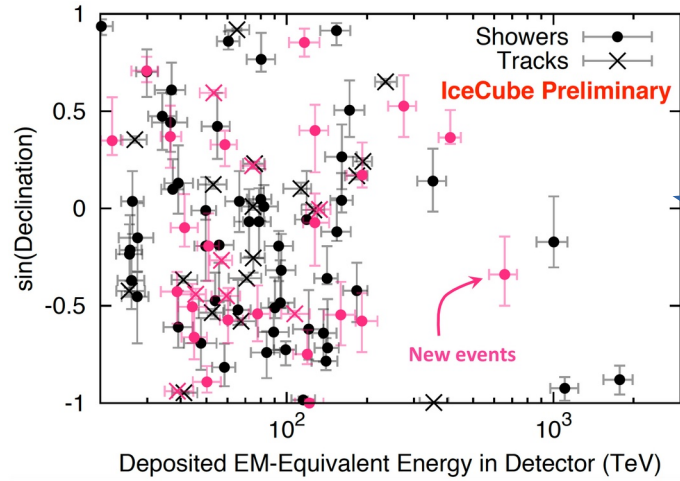 Showers
Tracks
IceCube Preliminary
1
0.5
0
-0.5
-1
sin(Declination)
New events
10²
10³
Deposited EM-Equivalent Energy in Detector (TeV)